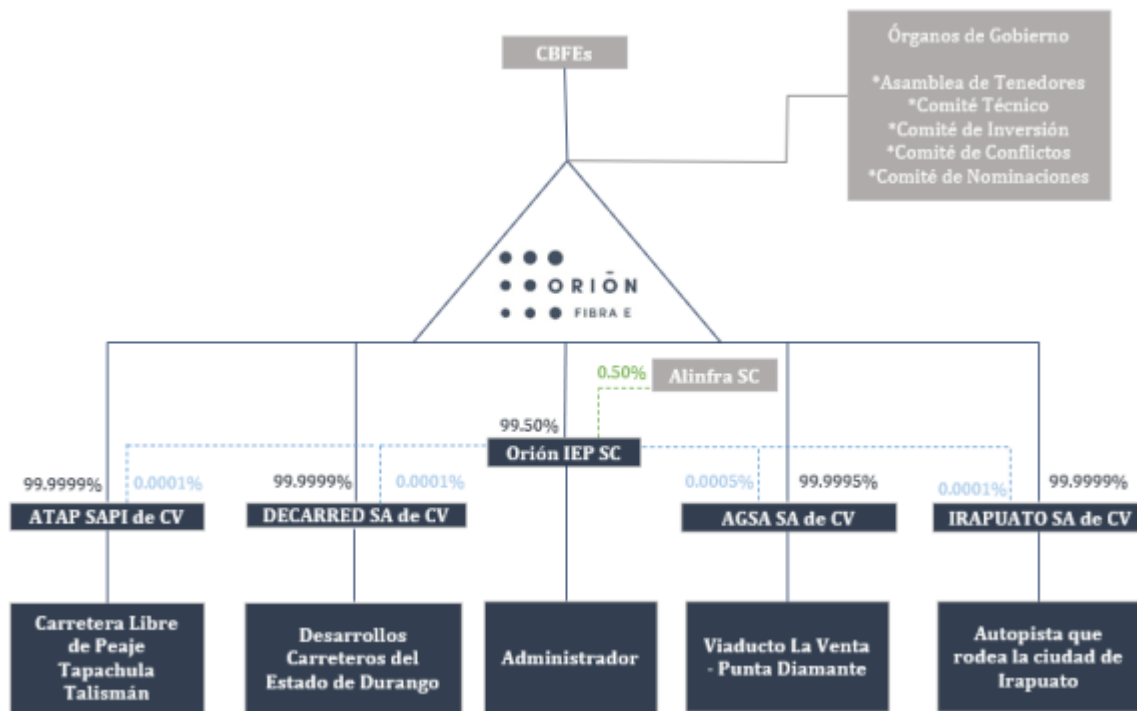 CBFEs
Órganos de Gobierno
*Asamblea de Tenedores
*Comité Técnico
*Comité de Inversión
*Comité de Conflictos
*Comité de Nominaciones
ORIŌN
FIBRA E
0.50%
Alinfra SC
99.50%
Orión IEP SC
99.9999%
0.0001%
99.9999%
0.0001%
0.0005%
99.9995%
0.0001%
99.9999%
ATAP SAPI de CV
DECARRED SA de CV
AGSA SA de CV
IRAPUATO SA de CV
Carretera Libre
de Peaje
Tapachula
Talismán
Desarrollos
Carreteros del
Estado de Durango
Administrador
Viaducto La Venta
- Punta Diamante
Autopista que
rodea la ciudad de
Irapuato